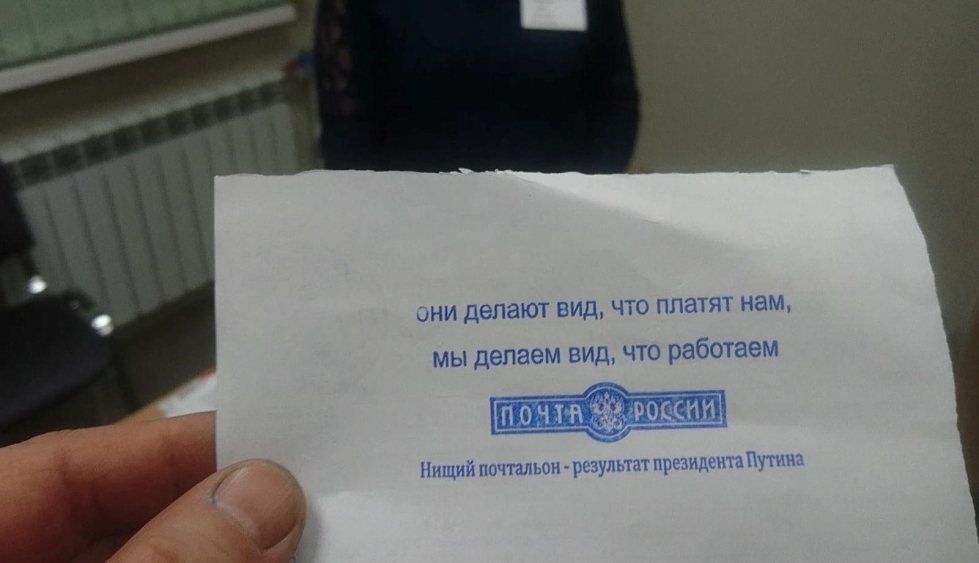 они делают вид, что платят нам,
мы делаем вид, что работаем
ПОЧТА РОССИИ
Нищий почтальон - результат президента Путина